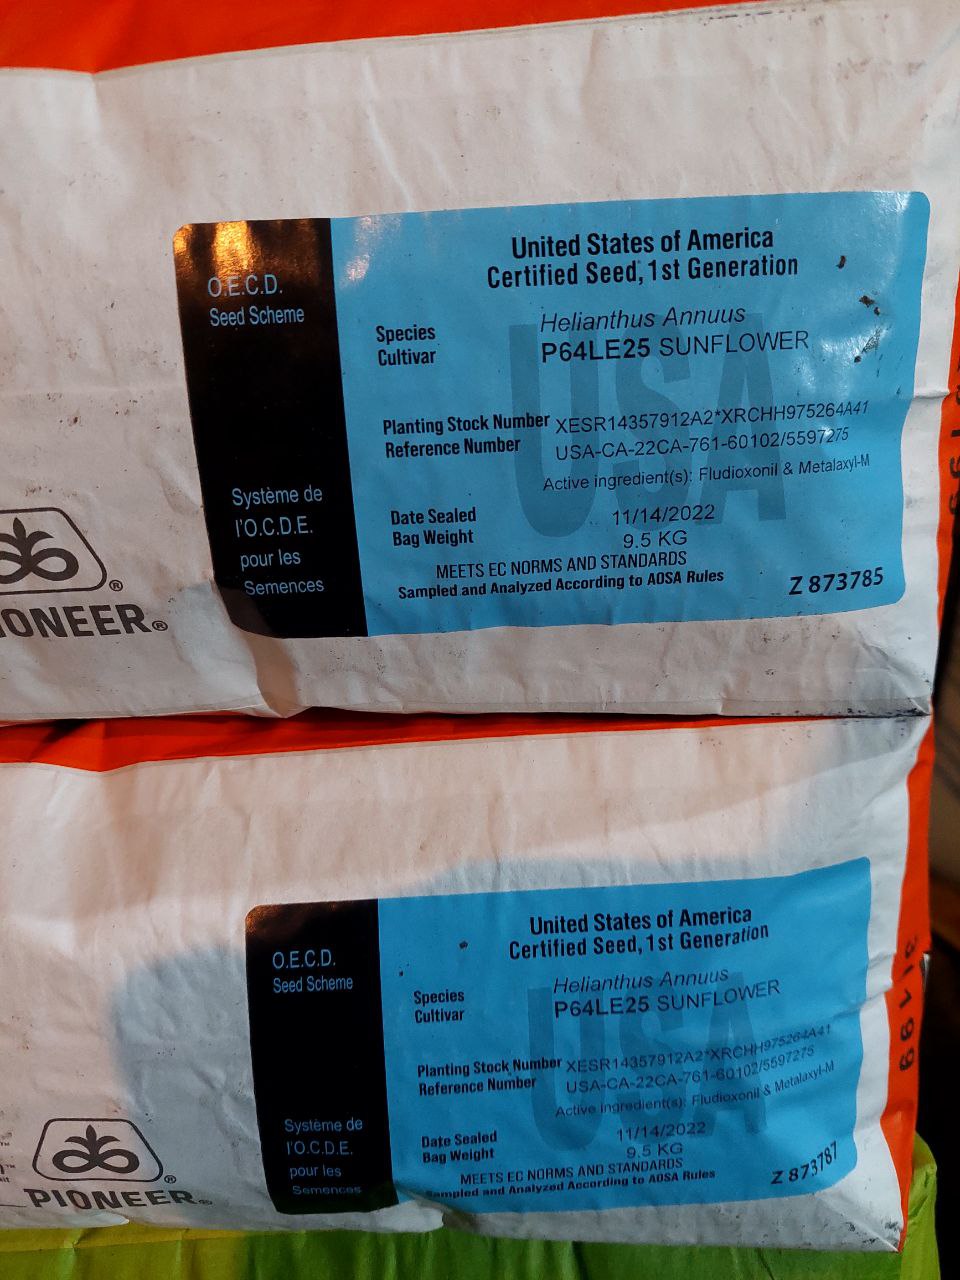 O.E.C.D.
Seed Scheme
Système de
l'O.C.D.E.
pour les
Semences
United States of America
Certified Seed, 1st Generation
Species Helianthus Annuus
Cultivar P64LE25 SUNFLOWER
USA
Planting Stock Number XESR14357912A2*XRCHH975264A41
Reference Number USA-CA-22CA-761-60102/5597275
Active ingredient(s): Fludioxonil & Metalaxyl-M
Date Sealed 11/14/2022
Bag Weight 9.5 KG
MEETS EC NORMS AND STANDARDS
Sampled and Analyzed According to AOSA Rules
Z 873785
IONEER®
O.E.C.D.
Seed Scheme
Système de
l'O.C.D.E.
pour les
Semences
United States of America
Certified Seed, 1st Generation
Species Helianthus Annuus
Cultivar P64LE25 SUNFLOWER
USA
Planting Stock Number XESR14357912A2*XRCHH975264A41
Reference Number USA-CA-22CA-761-60102/5597275
Active ingredient(s): Fludioxonil & Metalaxyl-M
Date Sealed 11/14/2022
Bag Weight 9.5 KG
MEETS EC NORMS AND STANDARDS
Sampled and Analyzed According to AOSA Rules
Z 873787
PIONEER®